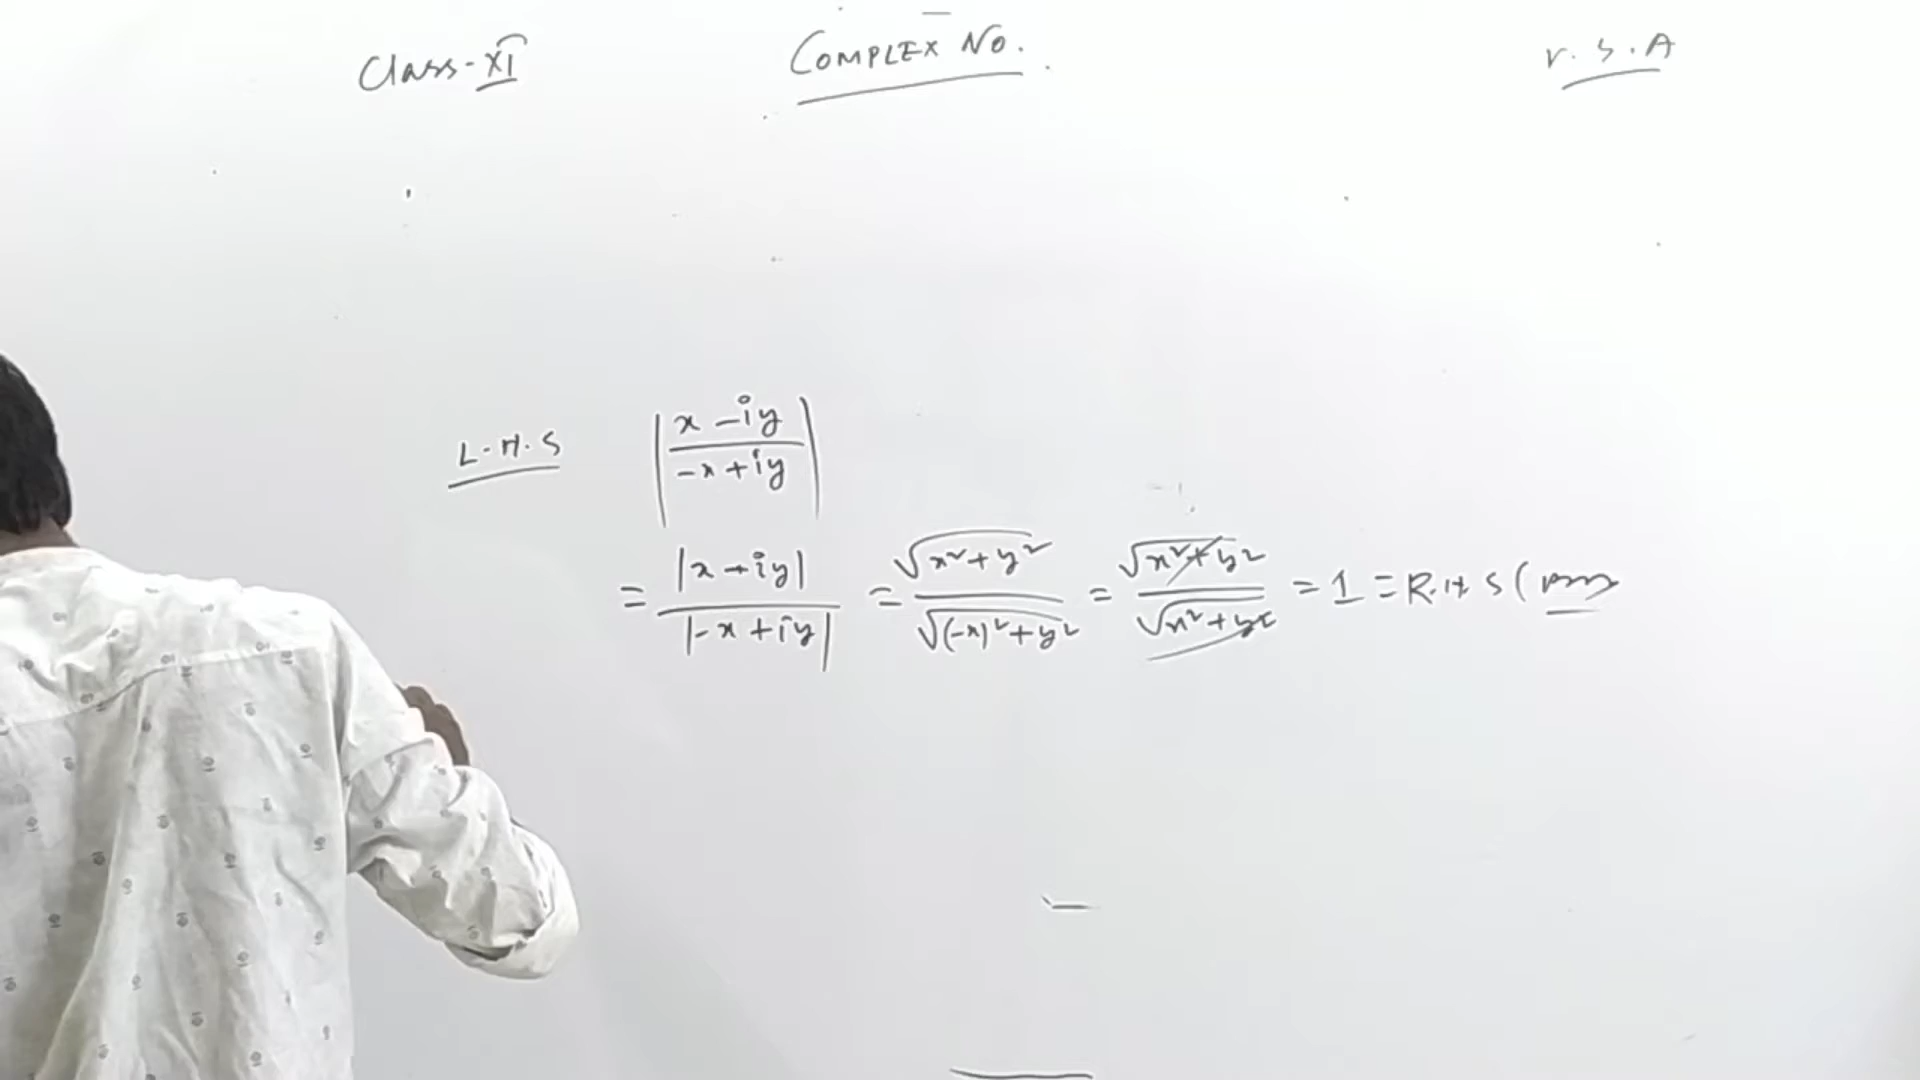 Class-XI COMPLEX NO. r.S.A
L.H.S |x-iy/-x+iy|
= |x-iy|/|-x+iy| = √x²+y²/√(-x)²+y² = √x²+y²/√x²+y² = 1 = R.H.S (